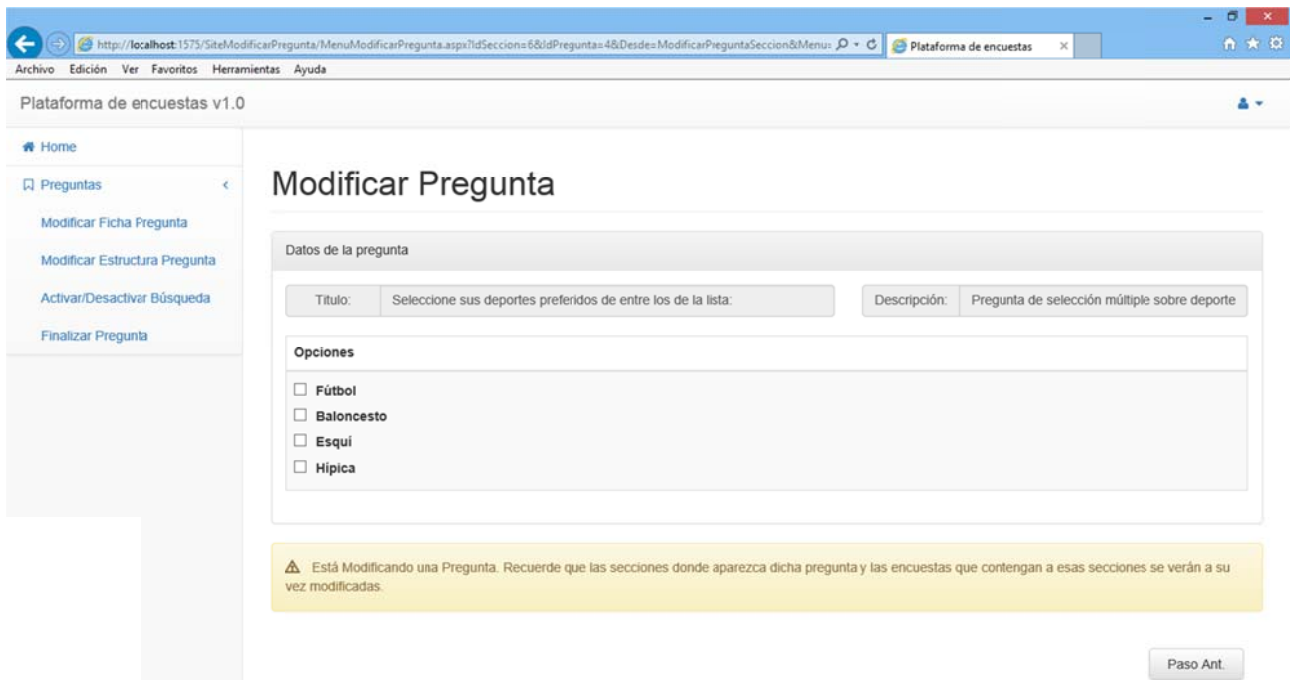 http://localhost:1575/SiteModificarPregunta/MenuModificarPregunta.aspx?IdSeccion=6&IdPregunta=4&Desde=ModificarPreguntaSeccion&Menu=
Plataforma de encuestas
Archivo Edición Ver Favoritos Herramientas Ayuda
Plataforma de encuestas v1.0
Home
Preguntas
Modificar Ficha Pregunta
Modificar Estructura Pregunta
Activar/Desactivar Búsqueda
Finalizar Pregunta
Modificar Pregunta
Datos de la pregunta
Titulo: Seleccione sus deportes preferidos de entre los de la lista:
Descripción: Pregunta de selección múltiple sobre deporte
Opciones
Fútbol
Baloncesto
Esquí
Hípica
Está Modificando una Pregunta. Recuerde que las secciones donde aparezca dicha pregunta y las encuestas que contengan a esas secciones se verán a su
vez modificadas.
Paso Ant.